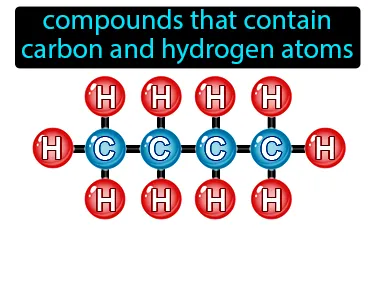 compounds that contain
carbon and hydrogen atoms
H H H H
H C C C C H
H H H H